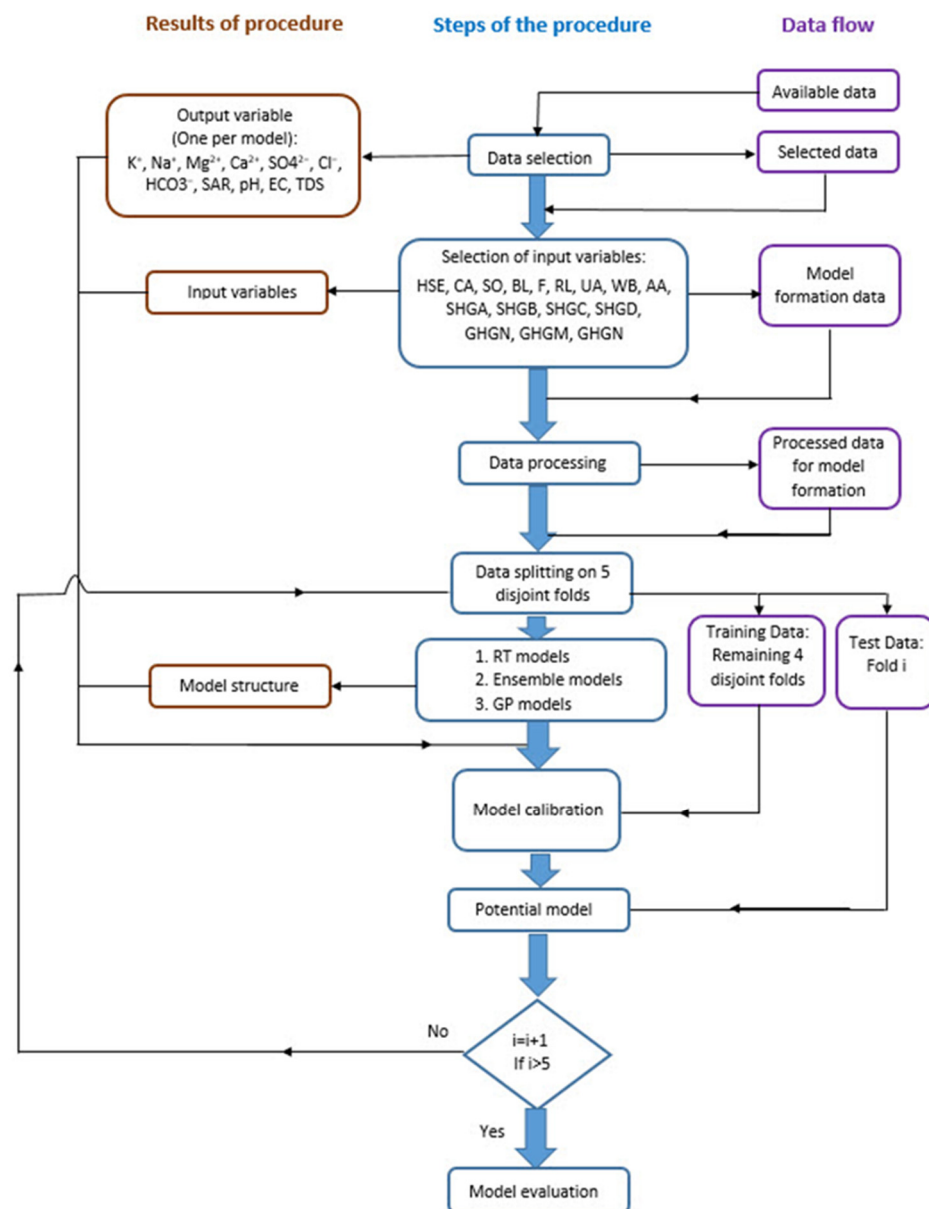 Results of procedure
Steps of the procedure
Data flow
Available data
Output variable
(One per model):
K⁺, Na⁺, Mg²⁺, Ca²⁺, SO4²⁻, Cl⁻,
HCO3⁻, SAR, pH, EC, TDS
Data selection
Selected data
Selection of input variables:
HSE, CA, SO, BL, F, RL, UA, WB, AA,
SHGA, SHGB, SHGC, SHGD,
GHGN, GHGM, GHGN
Input variables
Model
formation data
Data processing
Processed data
for model
formation
Data splitting on 5
disjoint folds
Training Data:
Remaining 4
disjoint folds
Test Data:
Fold i
1. RT models
2. Ensemble models
3. GP models
Model structure
Model calibration
Potential model
No
i=i+1
If i>5
Yes
Model evaluation